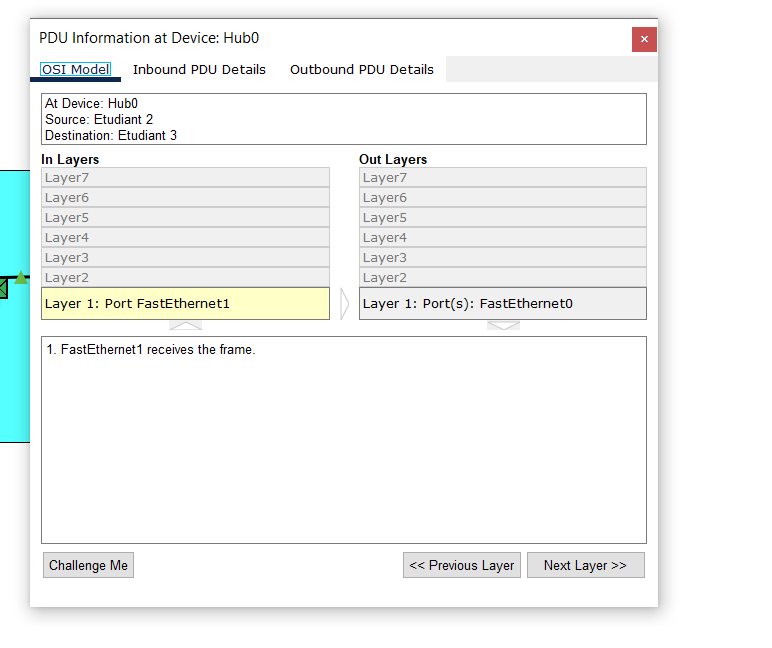 PDU Information at Device: Hub0
OSI Model Inbound PDU Details Outbound PDU Details
At Device: Hub0
Source: Etudiant 2
Destination: Etudiant 3
In Layers
Layer7
Layer6
Layer5
Layer4
Layer3
Layer2
Layer 1: Port FastEthernet1
Out Layers
Layer7
Layer6
Layer5
Layer4
Layer3
Layer2
Layer 1: Port(s): FastEthernet0
1. FastEthernet1 receives the frame.
Challenge Me << Previous Layer Next Layer >>